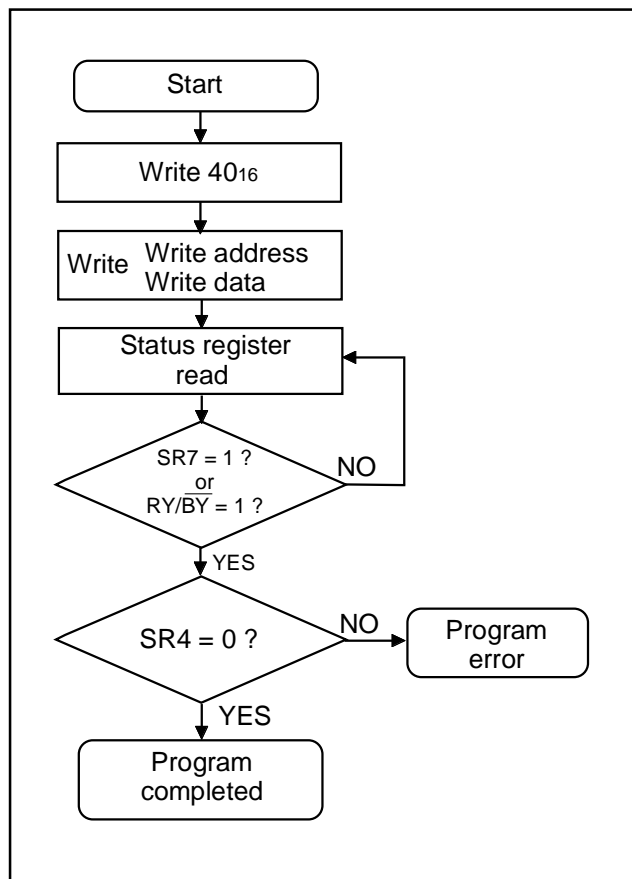 Start
Write 40₁₆
Write Write address
Write data
Status register
read
SR7 = 1 ?
or
RY/B̅Y̅ = 1 ?
NO
YES
SR4 = 0 ?
NO
Program
error
YES
Program
completed